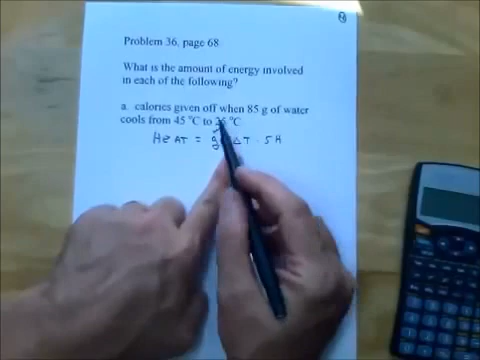 Problem 36, page 68
What is the amount of energy involved
in each of the following?
a. calories given off when 85 g of water
cools from 45 °C to 25 °C
HeAT = g ΔT · SH